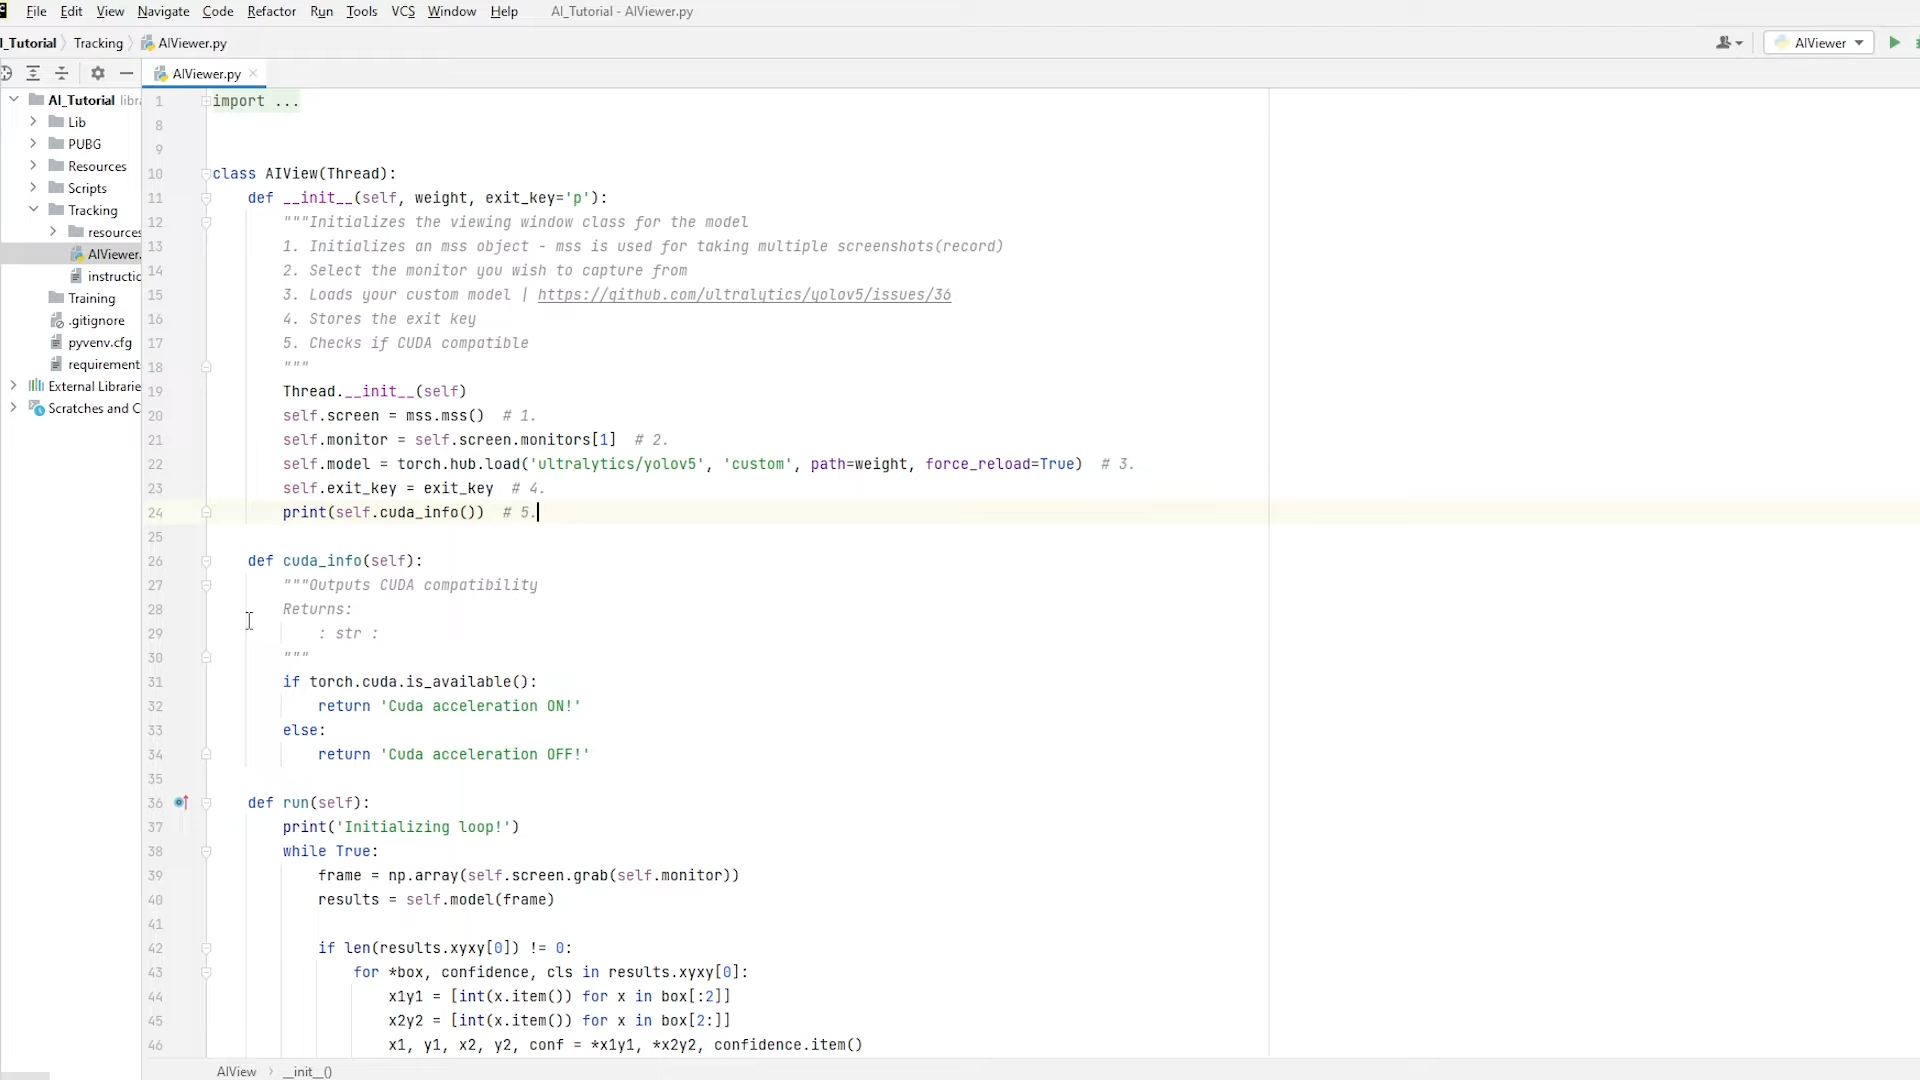 File Edit View Navigate Code Refactor Run Tools VCS Window Help AI_Tutorial - AIViewer.py
I_Tutorial Tracking AIViewer.py AIViewer
AIViewer.py
AI_Tutorial libra
Lib
PUBG
Resources
Scripts
Tracking
resources
AIViewer.
instructio
Training
.gitignore
pyvenv.cfg
requirement
External Librarie
Scratches and C
1 import ...
8
9
10 class AIView(Thread):
11 def __init__(self, weight, exit_key='p'):
12 """Initializes the viewing window class for the model
13 1. Initializes an mss object - mss is used for taking multiple screenshots(record)
14 2. Select the monitor you wish to capture from
15 3. Loads your custom model | https://github.com/ultralytics/yolov5/issues/36
16 4. Stores the exit key
17 5. Checks if CUDA compatible
18 """
19 Thread.__init__(self)
20 self.screen = mss.mss() # 1.
21 self.monitor = self.screen.monitors[1] # 2.
22 self.model = torch.hub.load('ultralytics/yolov5', 'custom', path=weight, force_reload=True) # 3.
23 self.exit_key = exit_key # 4.
24 print(self.cuda_info()) # 5.
25
26 def cuda_info(self):
27 """Outputs CUDA compatibility
28 Returns:
29 : str :
30 """
31 if torch.cuda.is_available():
32 return 'Cuda acceleration ON!'
33 else:
34 return 'Cuda acceleration OFF!'
35
36 def run(self):
37 print('Initializing loop!')
38 while True:
39 frame = np.array(self.screen.grab(self.monitor))
40 results = self.model(frame)
41
42 if len(results.xyxy[0]) != 0:
43 for *box, confidence, cls in results.xyxy[0]:
44 x1y1 = [int(x.item()) for x in box[:2]]
45 x2y2 = [int(x.item()) for x in box[2:]]
46 x1, y1, x2, y2, conf = *x1y1, *x2y2, confidence.item()
AIView __init__()